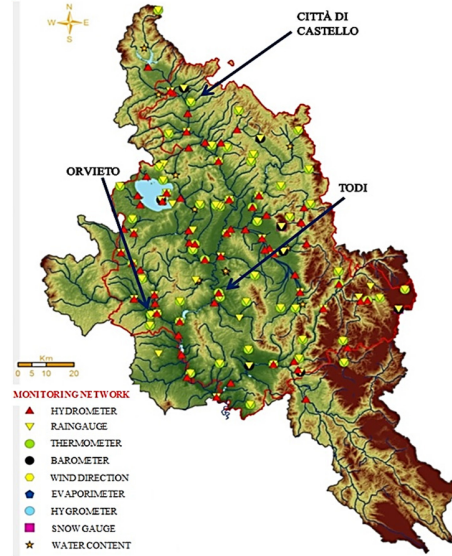 N
W E
S
CITTÀ DI
CASTELLO
ORVIETO
TODI
Km
0 5 10 20
MONITORING NETWORK
HYDROMETER
RAINGAUGE
THERMOMETER
BAROMETER
WIND DIRECTION
EVAPORIMETER
HYGROMETER
SNOW GAUGE
WATER CONTENT